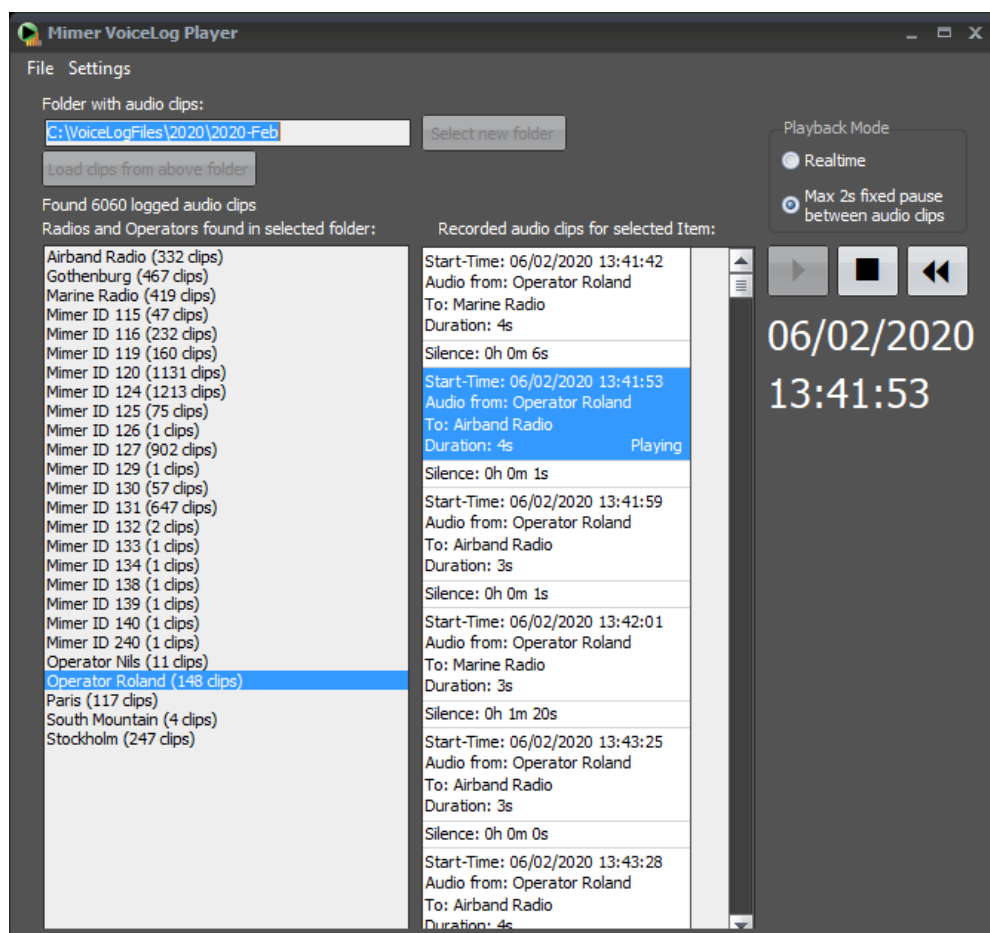 Mimer VoiceLog Player
File Settings
Folder with audio clips:
C:\VoiceLogFiles\2020\2020-Feb
Select new folder
Load clips from above folder
Found 6060 logged audio clips
Radios and Operators found in selected folder:
Airband Radio (332 clips)
Gothenburg (467 clips)
Marine Radio (419 clips)
Mimer ID 115 (47 clips)
Mimer ID 116 (232 clips)
Mimer ID 119 (160 clips)
Mimer ID 120 (1131 clips)
Mimer ID 124 (1213 clips)
Mimer ID 125 (75 clips)
Mimer ID 126 (1 clips)
Mimer ID 127 (902 clips)
Mimer ID 129 (1 clips)
Mimer ID 130 (57 clips)
Mimer ID 131 (647 clips)
Mimer ID 132 (2 clips)
Mimer ID 133 (1 clips)
Mimer ID 134 (1 clips)
Mimer ID 138 (1 clips)
Mimer ID 139 (1 clips)
Mimer ID 140 (1 clips)
Mimer ID 240 (1 clips)
Operator Nils (11 clips)
Operator Roland (148 clips)
Paris (117 clips)
South Mountain (4 clips)
Stockholm (247 clips)
Recorded audio clips for selected Item:
Start-Time: 06/02/2020 13:41:42
Audio from: Operator Roland
To: Marine Radio
Duration: 4s
Silence: 0h 0m 6s
Start-Time: 06/02/2020 13:41:53
Audio from: Operator Roland
To: Airband Radio
Duration: 4s Playing
Silence: 0h 0m 1s
Start-Time: 06/02/2020 13:41:59
Audio from: Operator Roland
To: Airband Radio
Duration: 3s
Silence: 0h 0m 1s
Start-Time: 06/02/2020 13:42:01
Audio from: Operator Roland
To: Marine Radio
Duration: 3s
Silence: 0h 1m 20s
Start-Time: 06/02/2020 13:43:25
Audio from: Operator Roland
To: Airband Radio
Duration: 3s
Silence: 0h 0m 0s
Start-Time: 06/02/2020 13:43:28
Audio from: Operator Roland
To: Airband Radio
Duration: 4s
Playback Mode
Realtime
Max 2s fixed pause
between audio clips
06/02/2020
13:41:53